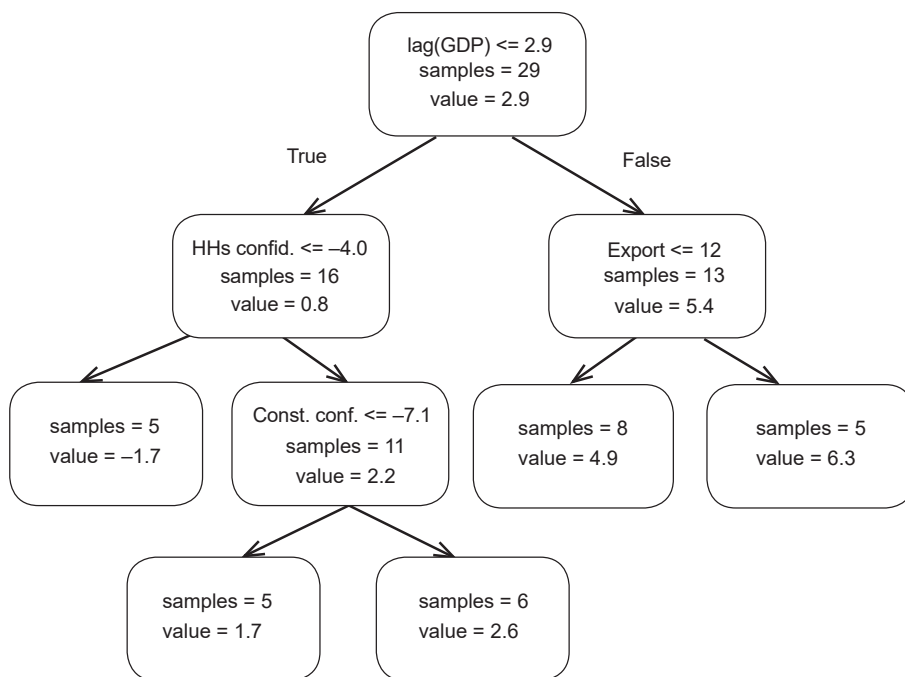 lag(GDP) <= 2.9
samples = 29
value = 2.9
True
False
HHs confid. <= –4.0
samples = 16
value = 0.8
Export <= 12
samples = 13
value = 5.4
samples = 5
value = –1.7
Const. conf. <= –7.1
samples = 11
value = 2.2
samples = 8
value = 4.9
samples = 5
value = 6.3
samples = 5
value = 1.7
samples = 6
value = 2.6